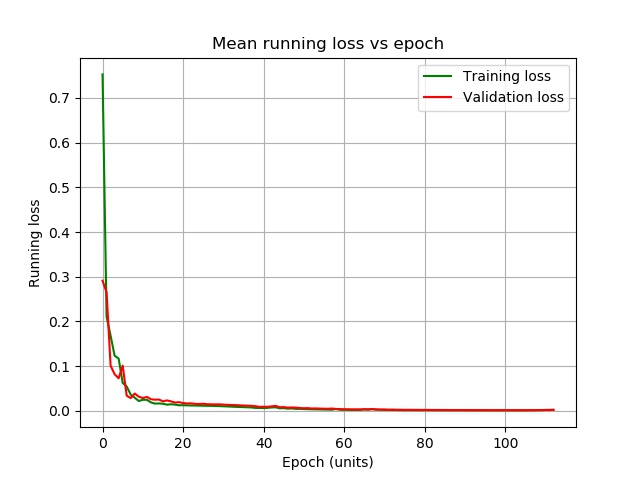 Mean running loss vs epoch
Training loss
Validation loss
Running loss
0.7
0.6
0.5
0.4
0.3
0.2
0.1
0.0
0 20 40 60 80 100
Epoch (units)